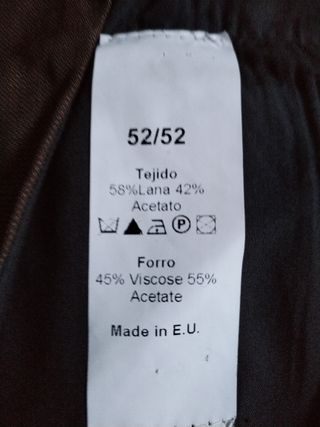 52/52
Tejido
58%Lana 42%
Acetato
P
Forro
45% Viscose 55%
Acetate
Made in E.U.